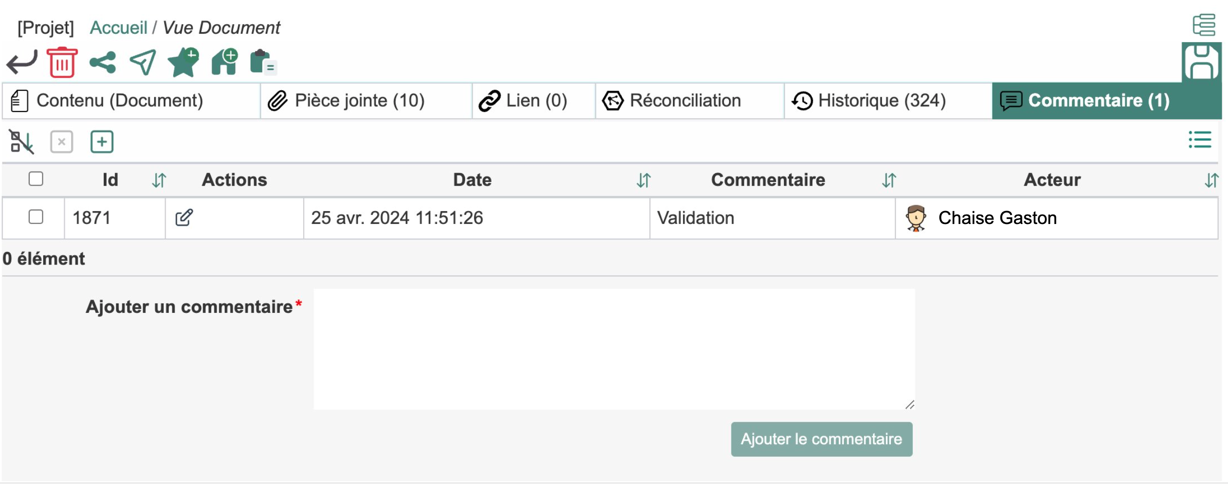 [Projet] Accueil / Vue Document
Contenu (Document) Pièce jointe (10) Lien (0) Réconciliation Historique (324) Commentaire (1)
Id Actions Date Commentaire Acteur
1871 25 avr. 2024 11:51:26 Validation Chaise Gaston
0 élément
Ajouter un commentaire*
Ajouter le commentaire